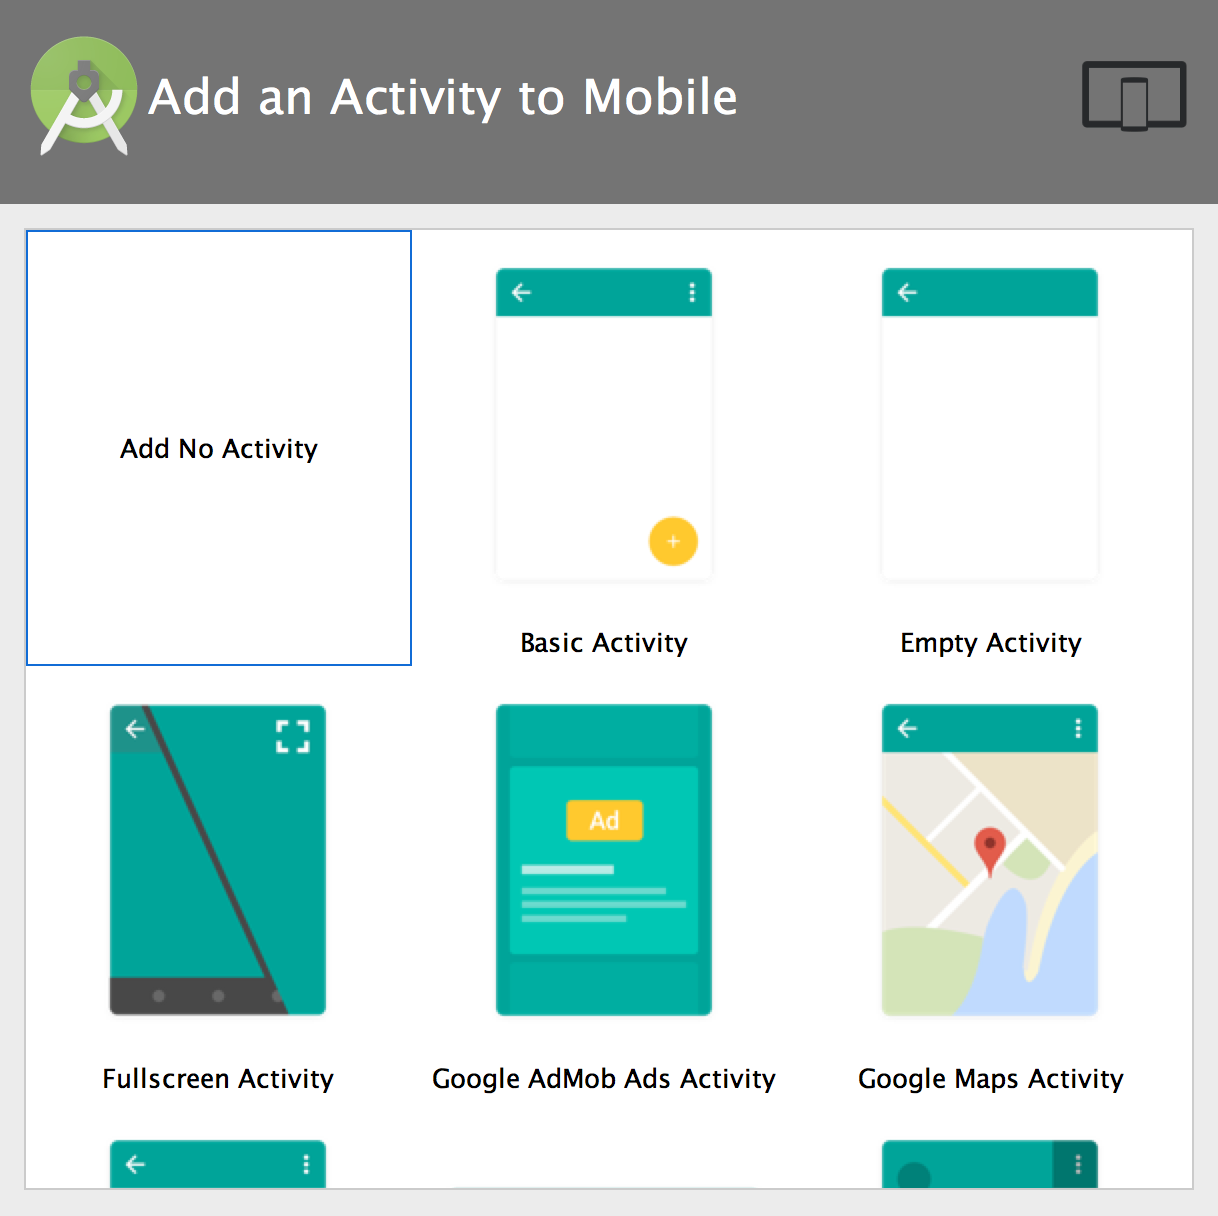 Add an Activity to Mobile
Add No Activity
Basic Activity
Empty Activity
Ad
Fullscreen Activity
Google AdMob Ads Activity
Google Maps Activity